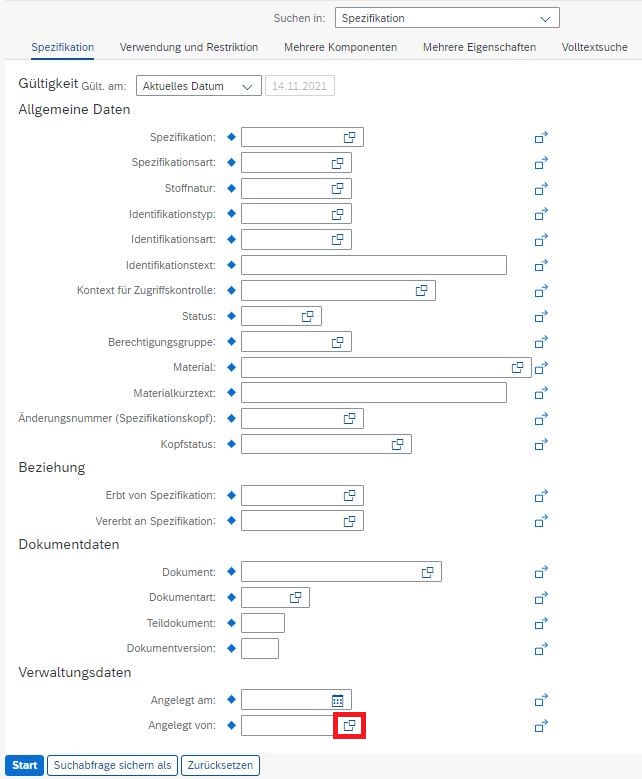 Suchen in: Spezifikation
Spezifikation Verwendung und Restriktion Mehrere Komponenten Mehrere Eigenschaften Volltextsuche
Gültigkeit Gült. am: Aktuelles Datum 14.11.2021
Allgemeine Daten
Spezifikation:
Spezifikationsart:
Stoffnatur:
Identifikationstyp:
Identifikationsart:
Identifikationstext:
Kontext für Zugriffskontrolle:
Status:
Berechtigungsgruppe:
Material:
Materialkurztext:
Änderungsnummer (Spezifikationskopf):
Kopfstatus:
Beziehung
Erbt von Spezifikation:
Vererbt an Spezifikation:
Dokumentdaten
Dokument:
Dokumentart:
Teildokument:
Dokumentversion:
Verwaltungsdaten
Angelegt am:
Angelegt von:
Start Suchabfrage sichern als Zurücksetzen